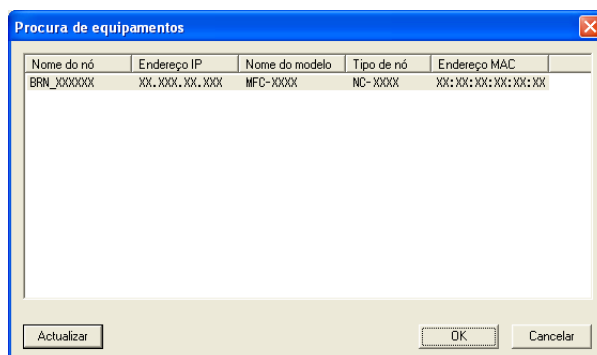 Procura de equipamentos
Nome do nó Endereço IP Nome do modelo Tipo de nó Endereço MAC
BRN_XXXXXX XX.XXX.XX.XXX MFC-XXXX NC-XXXX XX:XX:XX:XX:XX:XX
Actualizar OK Cancelar